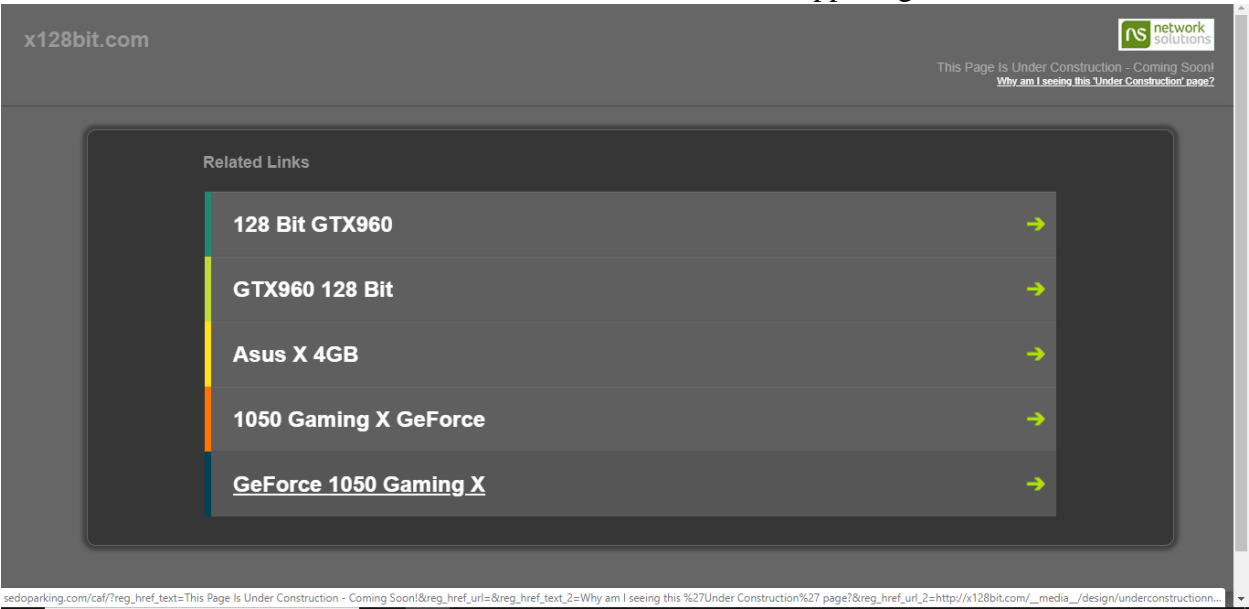 x128bit.com
ns network
solutions
This Page Is Under Construction - Coming Soon!
Why am I seeing this 'Under Construction' page?
Related Links
128 Bit GTX960
GTX960 128 Bit
Asus X 4GB
1050 Gaming X GeForce
GeForce 1050 Gaming X
sedoparking.com/caf/?reg_href_text=This Page Is Under Construction - Coming Soon!&reg_href_url=&reg_href_text_2=Why am I seeing this %27Under Construction%27 page?&reg_href_url_2=http://x128bit.com/__media__/design/underconstructionn...